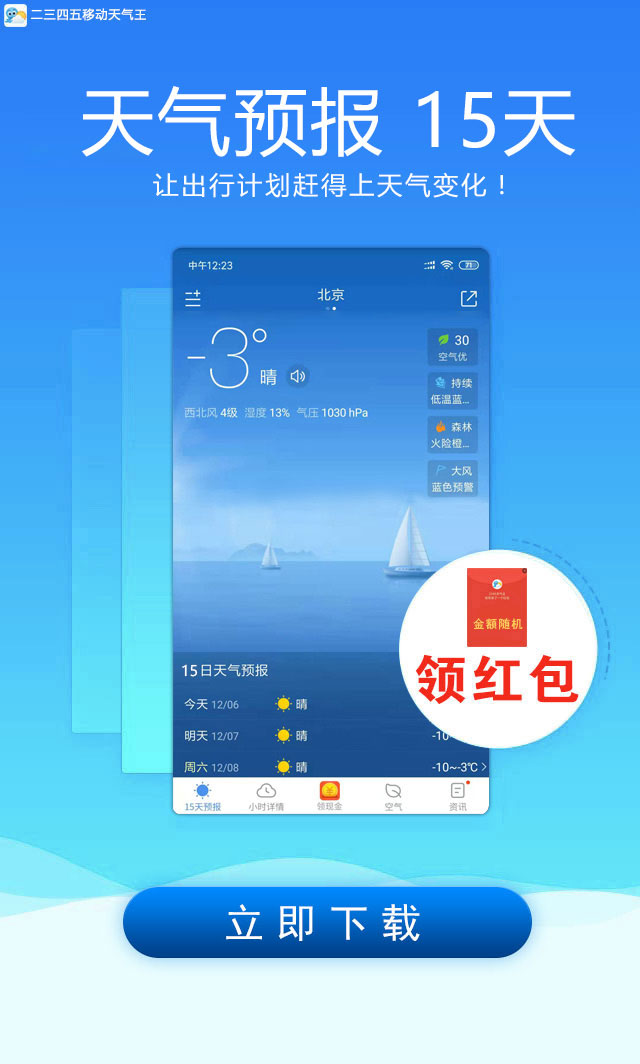 二三四五移动天气王
天气预报 15天
让出行计划赶得上天气变化！
中午12:23
北京
-3°
晴
西北风 4级 湿度 13% 气压 1030 hPa
30
空气优
持续
低温蓝...
森林
火险橙...
大风
蓝色预警
金额随机
领红包
15日天气预报
今天 12/06 晴
明天 12/07 晴 -10
周六 12/08 晴 -10~-3℃
15天预报 小时详情 领现金 空气 资讯
立即下载